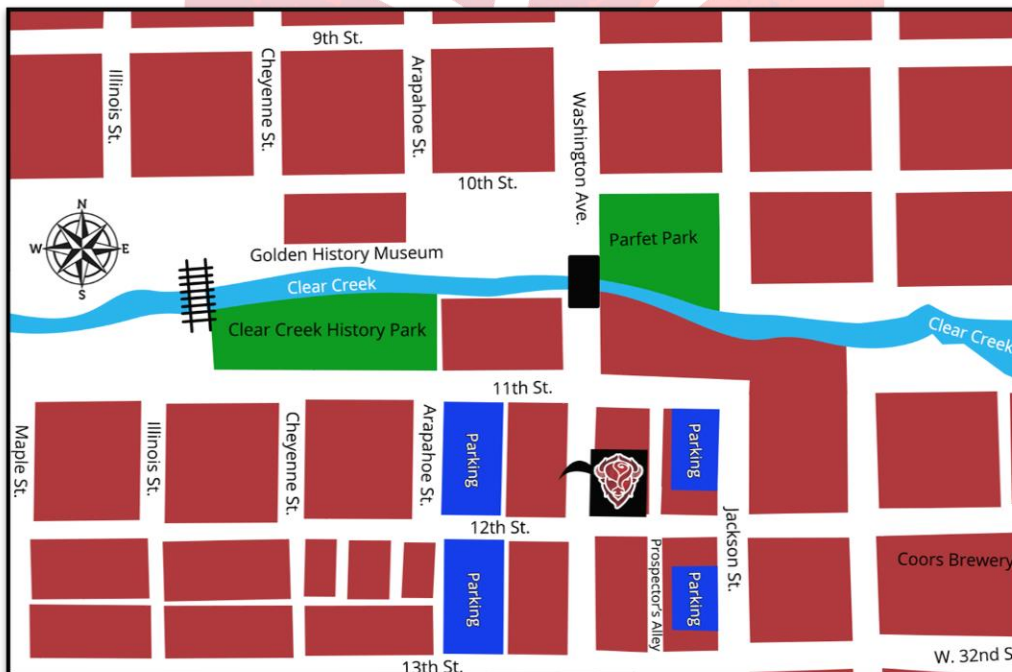 9th St.
Illinois St.
Cheyenne St.
Arapahoe St.
Washington Ave.
10th St.
N
W
E
S
Golden History Museum
Parfet Park
Clear Creek
Clear Creek History Park
Clear Creek
11th St.
Maple St.
Illinois St.
Cheyenne St.
Arapahoe St.
Parking
Parking
12th St.
Jackson St.
Prospector's Alley
Parking
Parking
Coors Brewery
13th St.
W. 32nd S